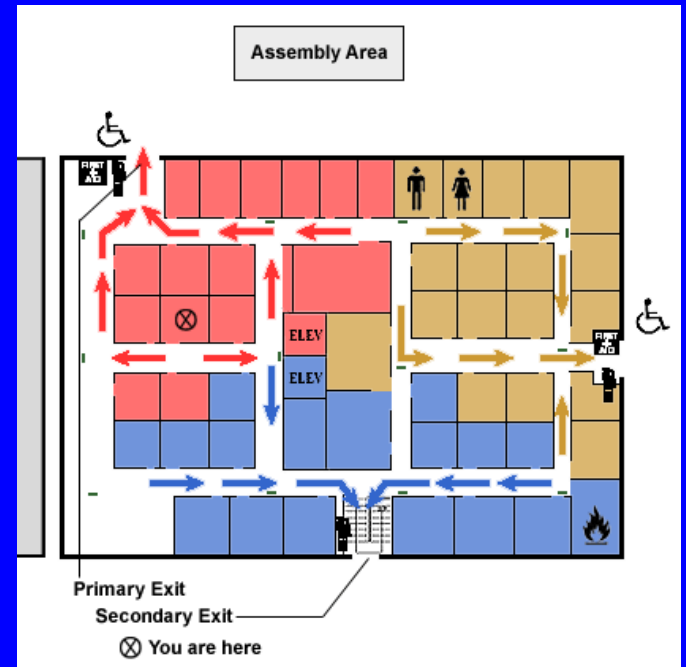 Assembly Area
FIRST
AID
FIRST
AID
ELEV
ELEV
Primary Exit
Secondary Exit
You are here